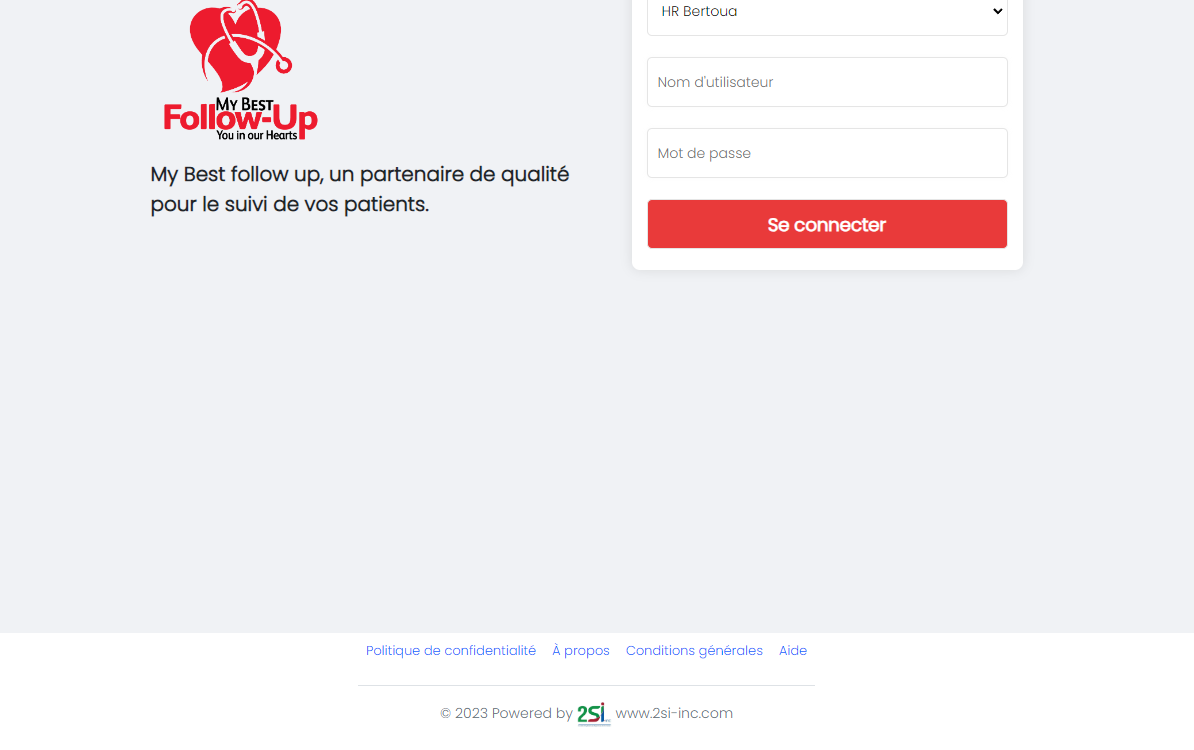 My Best
Follow-Up
You in our Hearts
My Best follow up, un partenaire de qualité
pour le suivi de vos patients.
HR Bertoua
Nom d'utilisateur
Mot de passe
Se connecter
Politique de confidentialité À propos Conditions générales Aide
© 2023 Powered by 2Si www.2si-inc.com